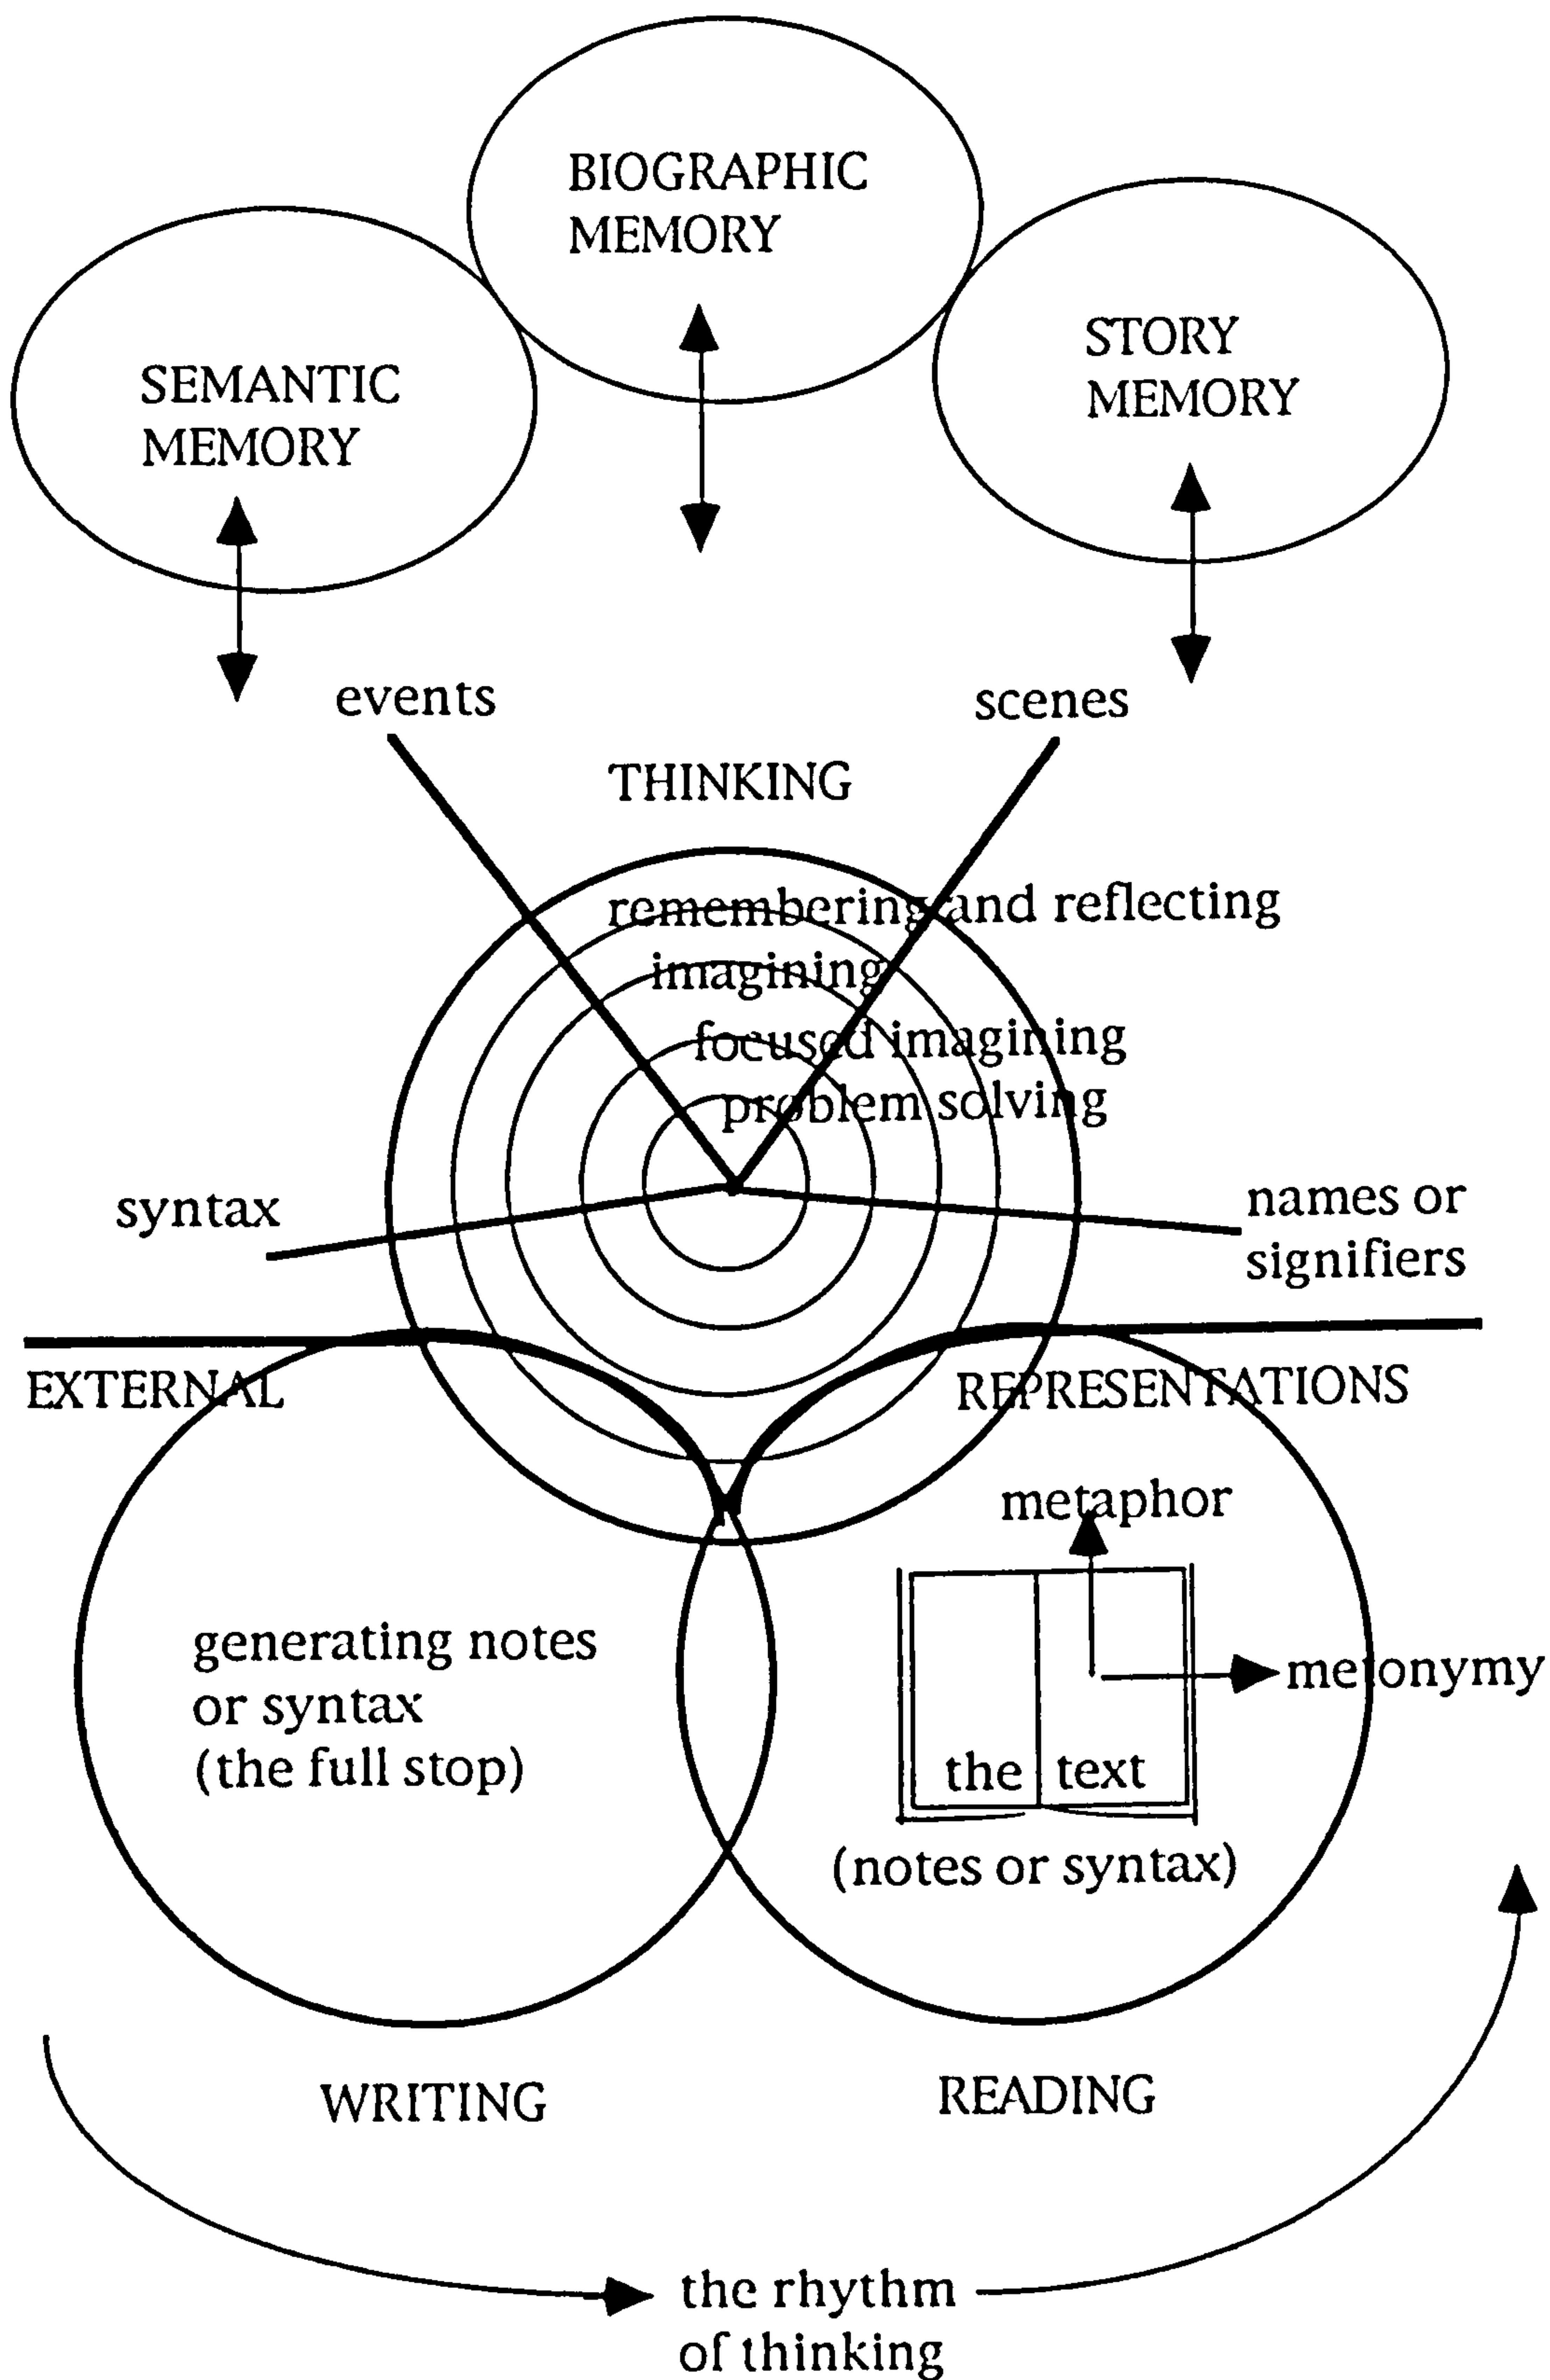 BIOGRAPHIC
MEMORY
SEMANTIC
MEMORY
STORY
MEMORY
events
scenes
THINKING
remembering and reflecting
imagining
focused imagining
problem solving
syntax
names or
signifiers
EXTERNAL
REPRESENTATIONS
metaphor
generating notes
or syntax
(the full stop)
metonymy
the text
(notes or syntax)
WRITING
READING
the rhythm
of thinking